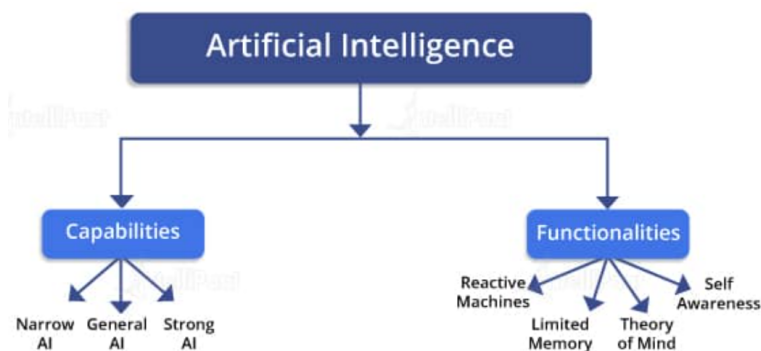 Artificial Intelligence
Capabilities
Functionalities
Narrow
AI
General
AI
Strong
AI
Reactive
Machines
Limited
Memory
Theory
of Mind
Self
Awareness